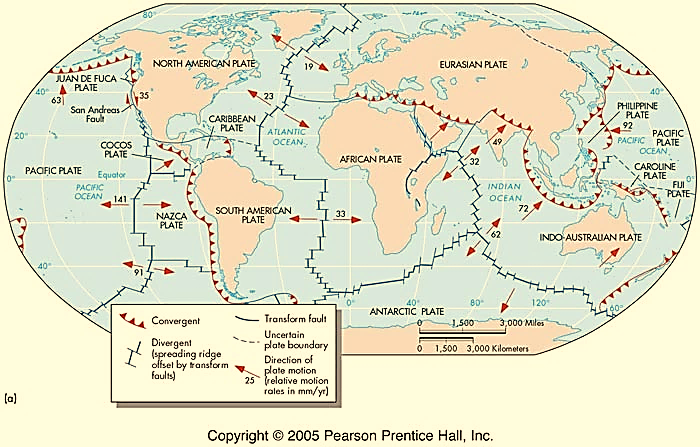 80°
NORTH AMERICAN PLATE
19
EURASIAN PLATE
JUAN DE FUCA
PLATE
63
35
San Andreas
Fault
40°
23
PHILIPPINE
PLATE
92
CARIBBEAN
PLATE
ATLANTIC
OCEAN
49
PACIFIC
PLATE
20°
COCOS
PLATE
AFRICAN PLATE
32
PACIFIC
OCEAN
CAROLINE
PLATE
PACIFIC PLATE
Equator
0°
0°
FIJI
PLATE
PACIFIC
OCEAN
141
NAZCA
PLATE
SOUTH AMERICAN
PLATE
33
INDIAN
OCEAN
72
62
INDO-AUSTRALIAN PLATE
40°
91
0°
40°
ANTARCTIC PLATE
80°
120°
60°
Convergent
Divergent
(spreading ridge
offset by transform
faults)
Transform fault
Uncertain
plate boundary
Direction of
plate motion
(relative motion
rates in mm/yr)
25
0 1,500 3,000 Miles
0 1,500 3,000 Kilometers
(a)
Copyright © 2005 Pearson Prentice Hall, Inc.